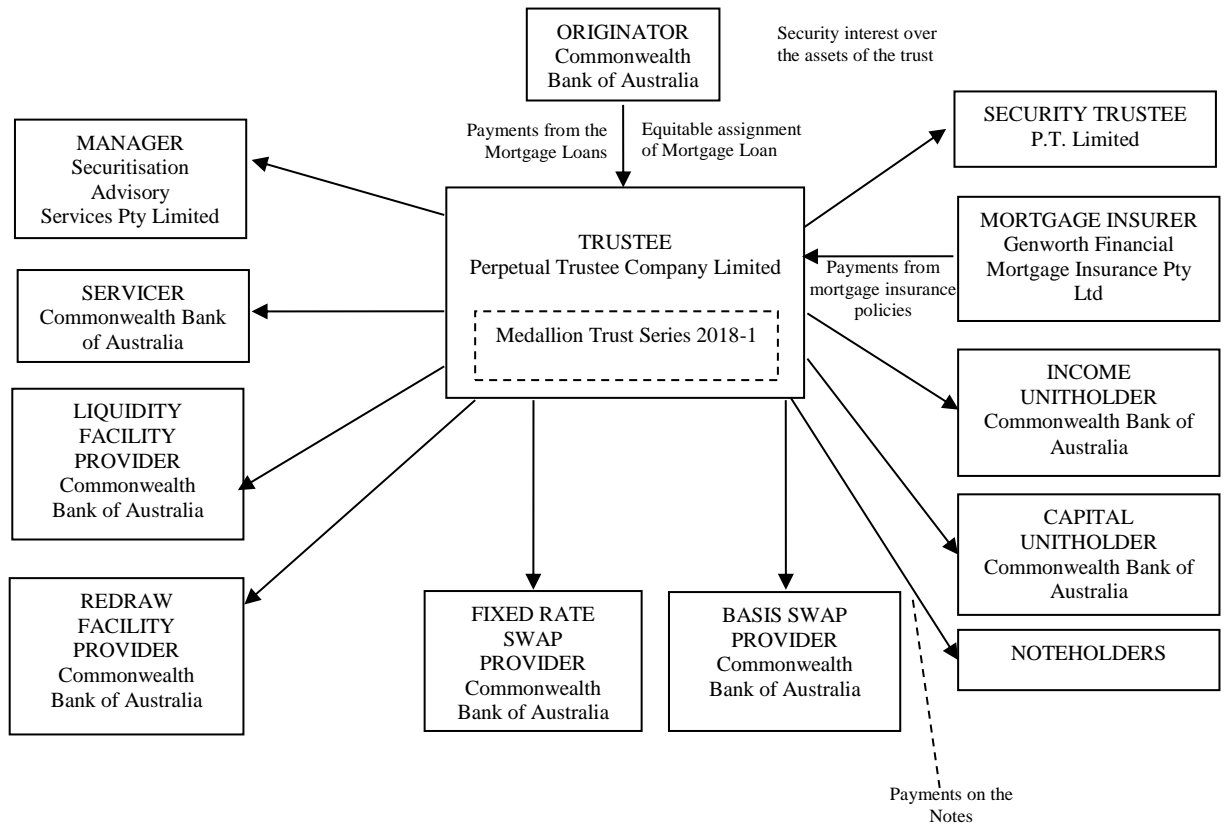 ORIGINATOR
Commonwealth
Bank of Australia
Security interest over
the assets of the trust
Payments from the
Mortgage Loans
Equitable assignment
of Mortgage Loan
SECURITY TRUSTEE
P.T. Limited
MANAGER
Securitisation
Advisory
Services Pty Limited
TRUSTEE
Perpetual Trustee Company Limited
Medallion Trust Series 2018-1
MORTGAGE INSURER
Genworth Financial
Mortgage Insurance Pty
Ltd
Payments from
mortgage insurance
policies
SERVICER
Commonwealth Bank
of Australia
INCOME
UNITHOLDER
Commonwealth Bank of
Australia
LIQUIDITY
FACILITY
PROVIDER
Commonwealth
Bank of Australia
CAPITAL
UNITHOLDER
Commonwealth Bank of
Australia
REDRAW
FACILITY
PROVIDER
Commonwealth
Bank of Australia
FIXED RATE
SWAP
PROVIDER
Commonwealth
Bank of Australia
BASIS SWAP
PROVIDER
Commonwealth
Bank of Australia
NOTEHOLDERS
Payments on the
Notes